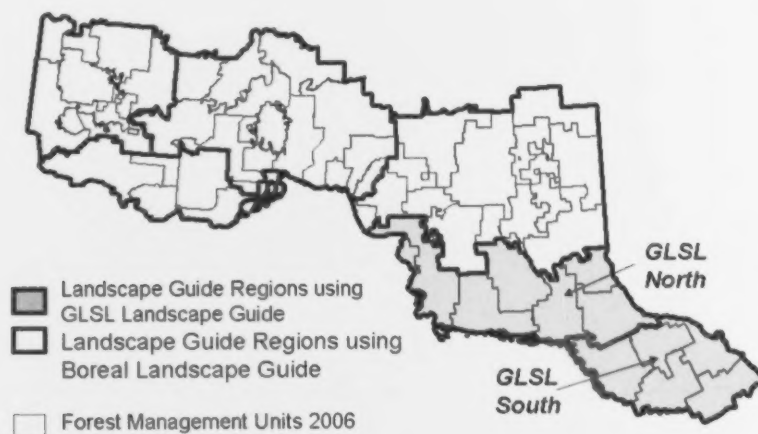 GLSL
North
Landscape Guide Regions using
GLSL Landscape Guide
Landscape Guide Regions using
Boreal Landscape Guide
GLSL
South
Forest Management Units 2006